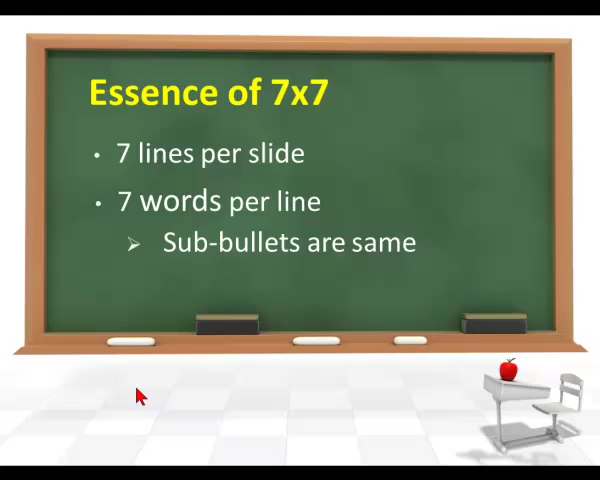 Essence of 7x7
• 7 lines per slide
• 7 words per line
➢ Sub-bullets are same